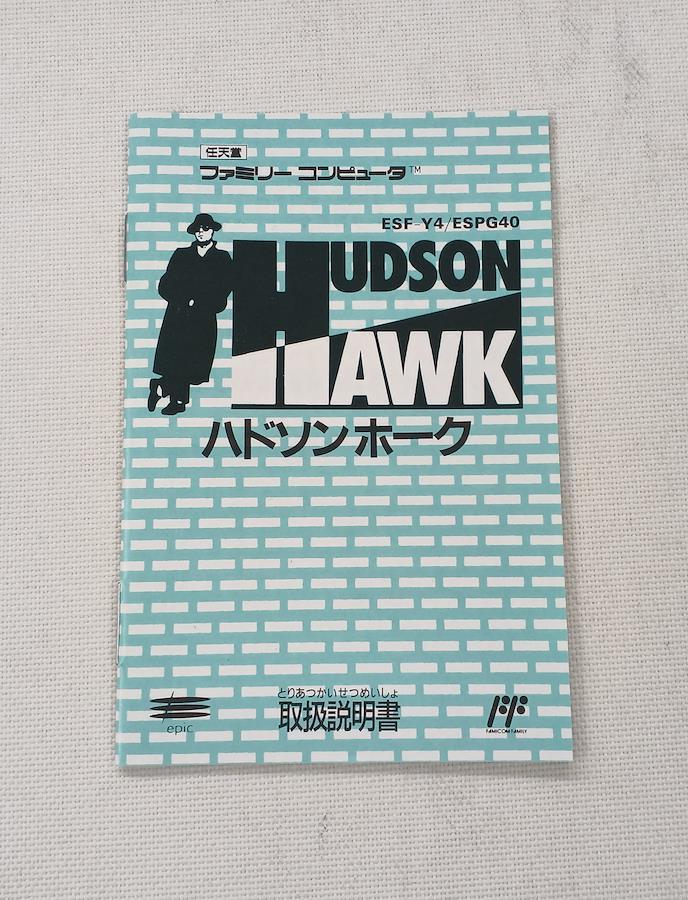 任天堂
ファミリー コンピュータ™
ESF-Y4/ESPG40
HUDSON
HAWK
ハドソンホーク
とりあつかいせつめいしょ
取扱説明書
epic
FAMICOM FAMILY